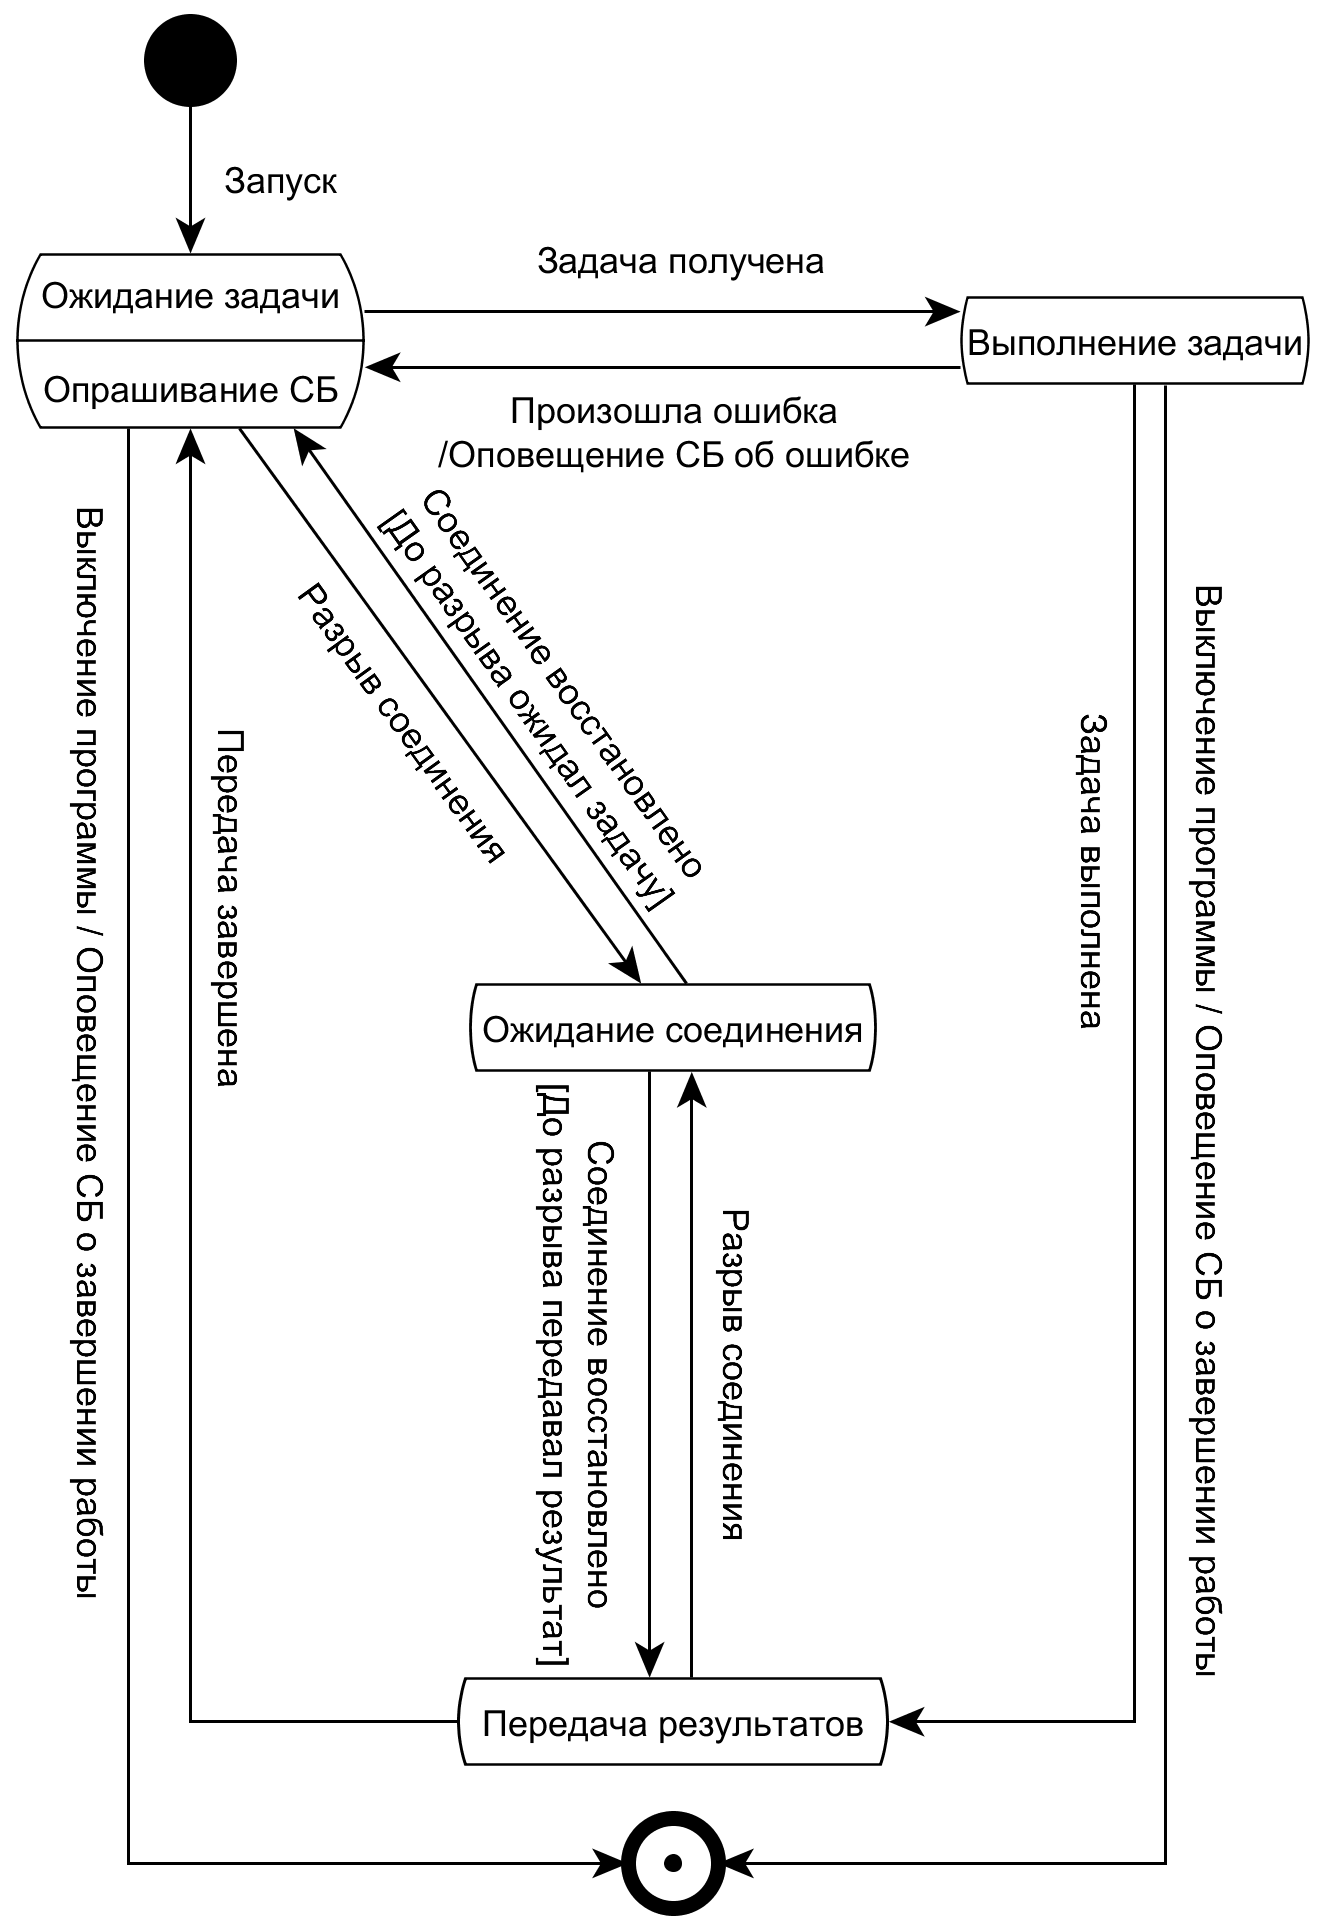 Запуск
Ожидание задачи
Опрашивание СБ
Задача получена
Выполнение задачи
Произошла ошибка
/Оповещение СБ об ошибке
Выключение программы / Оповещение СБ о завершении работы
Передача завершена
Разрыв соединения
Соединение восстановлено
[До разрыва ожидал задачу]
Задача выполнена
Выключение программы / Оповещение СБ о завершении работы
Ожидание соединения
Соединение восстановлено
[До разрыва передавал результат]
Разрыв соединения
Передача результатов